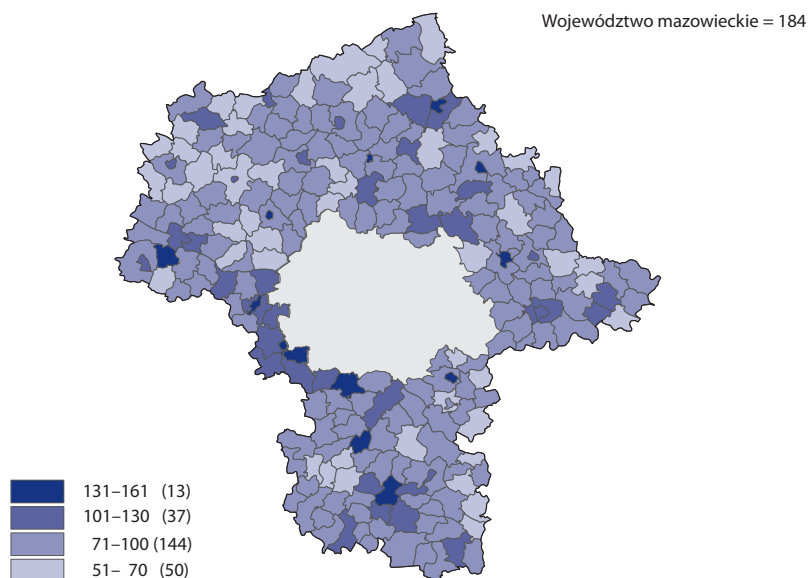 Województwo mazowieckie = 184
131–161 (13)
101–130 (37)
71–100 (144)
51– 70 (50)